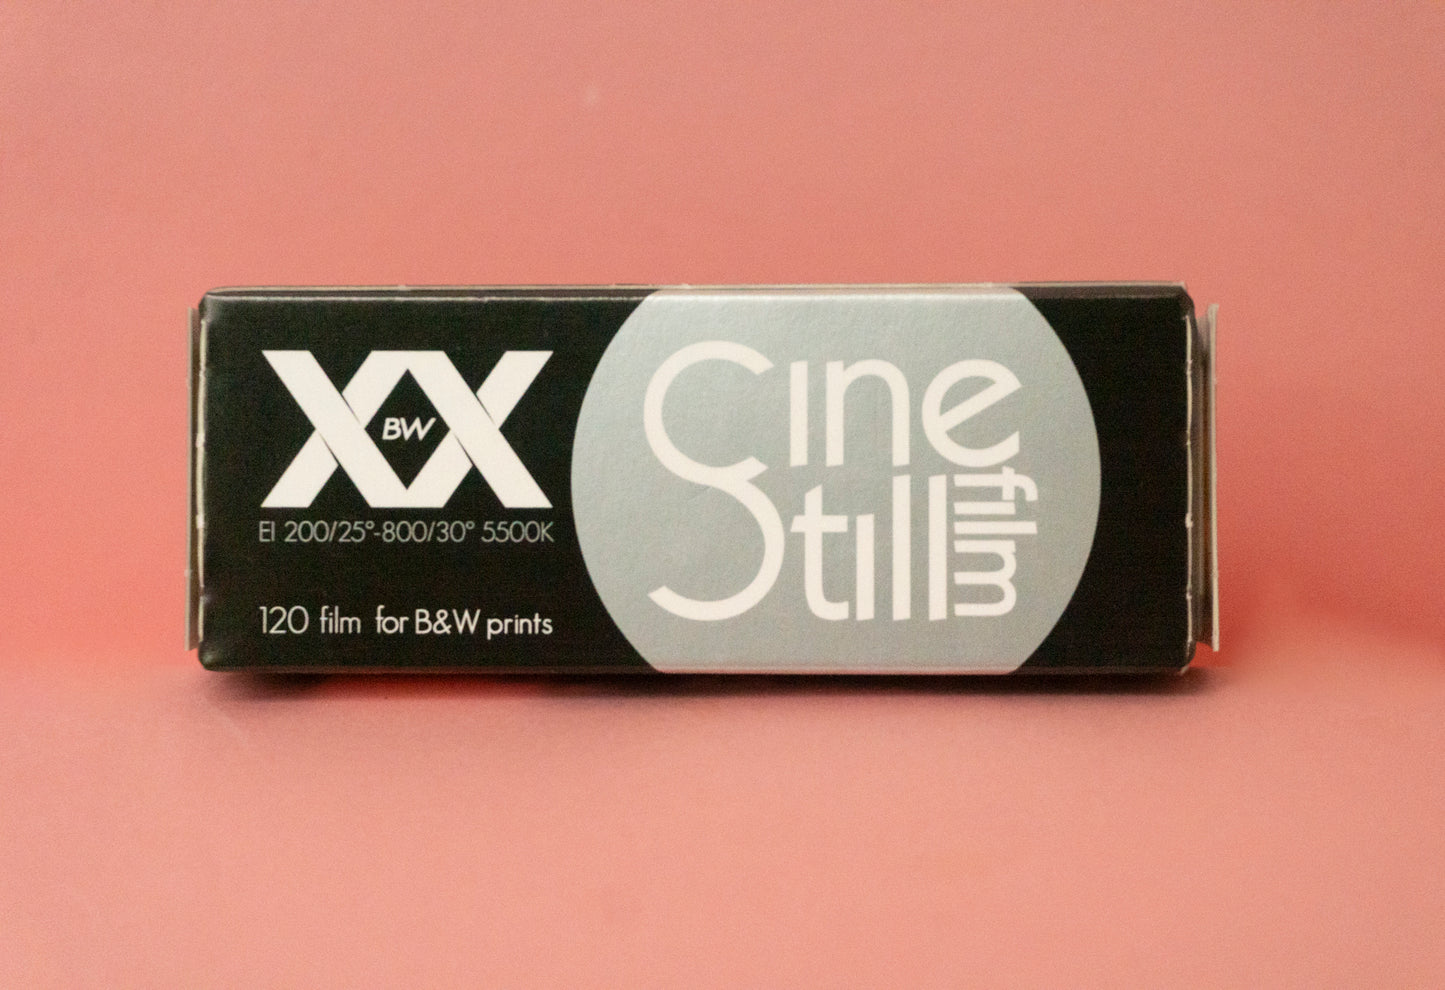 XX
BW
EI 200/25°-800/30° 5500K
120 film for B&W prints
Cine
Still
film